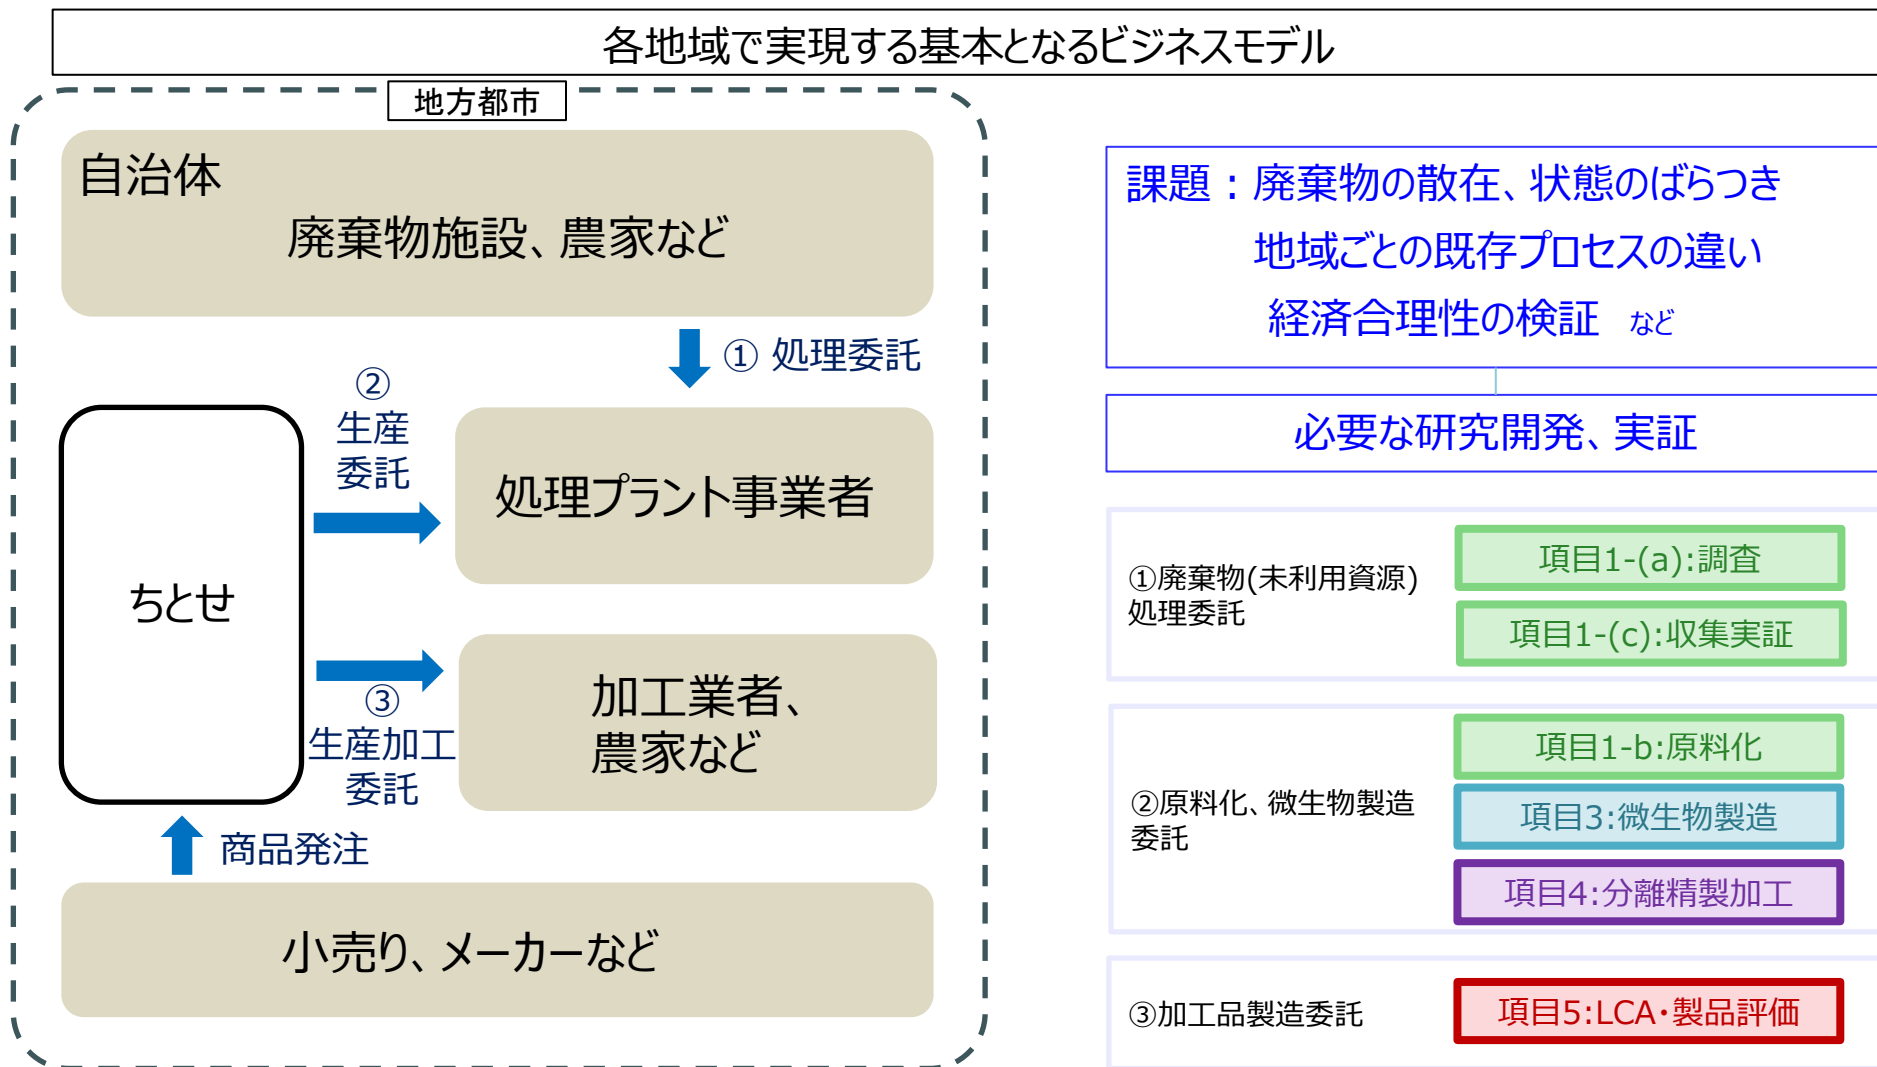 各地域で実現する基本となるビジネスモデル
地方都市
自治体
廃棄物施設、農家など
① 処理委託
②
生産
委託
処理プラント事業者
ちとせ
③
生産加工
委託
加工業者、
農家など
商品発注
小売り、メーカーなど
課題：廃棄物の散在、状態のばらつき
地域ごとの既存プロセスの違い
経済合理性の検証 など
必要な研究開発、実証
①廃棄物(未利用資源)
処理委託
項目1-(a):調査
項目1-(c):収集実証
②原料化、微生物製造
委託
項目1-b:原料化
項目3:微生物製造
項目4:分離精製加工
③加工品製造委託
項目5:LCA・製品評価